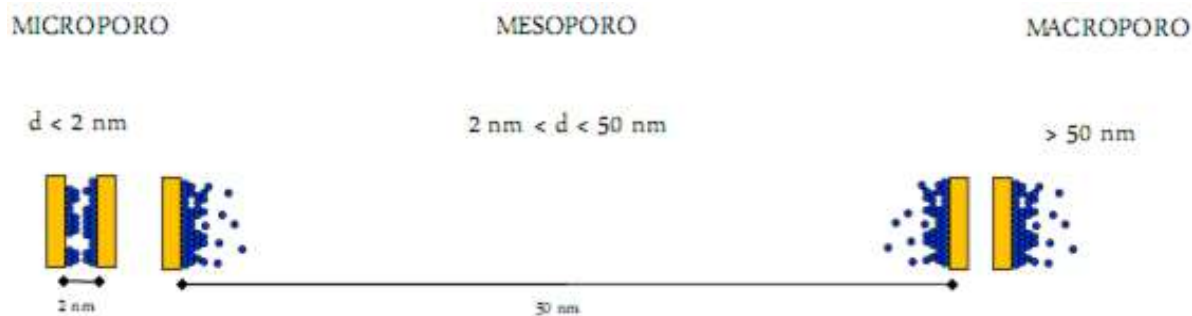 MICROPORO MESOPORO MACROPORO
d < 2 nm 2 nm < d < 50 nm > 50 nm
2 nm 50 nm